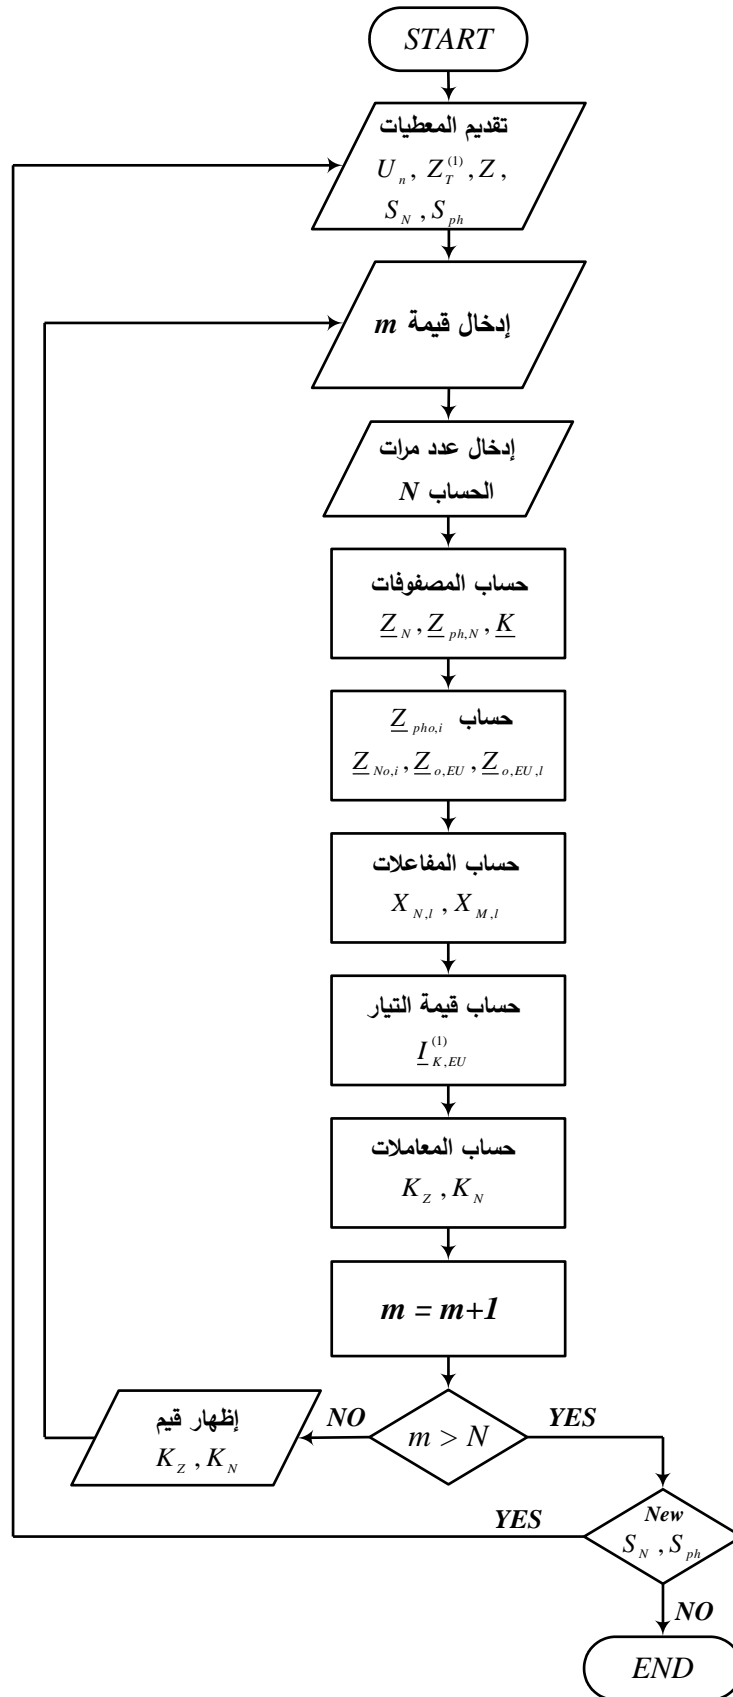 START
تقديم المعطيات
U_n, Z_T^(1), Z,
S_N, S_ph
إدخال قيمة m
إدخال عدد مرات
الحساب N
حساب المصفوفات
Z_N, Z_ph,N, K
حساب Z_pho,i
Z_No,i, Z_o,EU, Z_o,EU,l
حساب المفاعلات
X_N,l, X_M,l
حساب قيمة التيار
I_K,EU^(1)
حساب المعاملات
K_Z, K_N
m = m+1
إظهار قيم
K_Z, K_N
NO
m > N
YES
New
S_N, S_ph
YES
NO
END